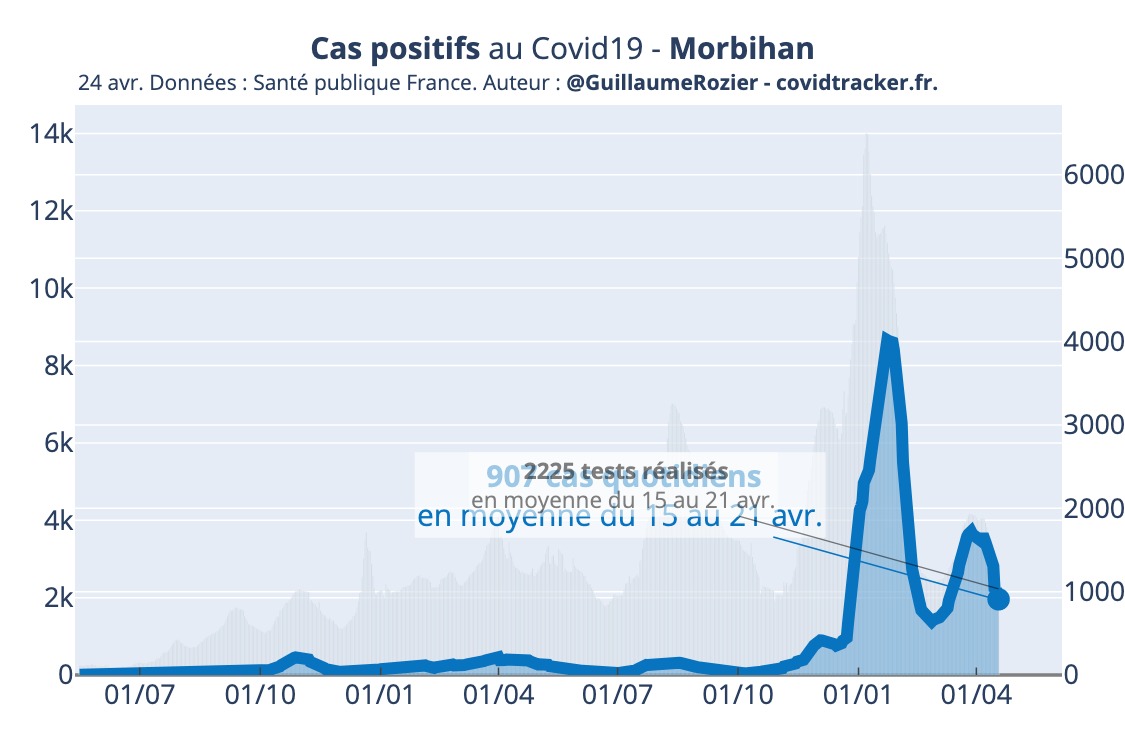 Cas positifs au Covid19 - Morbihan
24 avr. Données : Santé publique France. Auteur : @GuillaumeRozier - covidtracker.fr.
14k
12k
10k
8k
6k
4k
2k
0
6000
5000
4000
3000
2000
1000
0
2225 tests réalisés
en moyenne du 15 au 21 avr.
907 cas quotidiens
en moyenne du 15 au 21 avr.
01/07 01/10 01/01 01/04 01/07 01/10 01/01 01/04